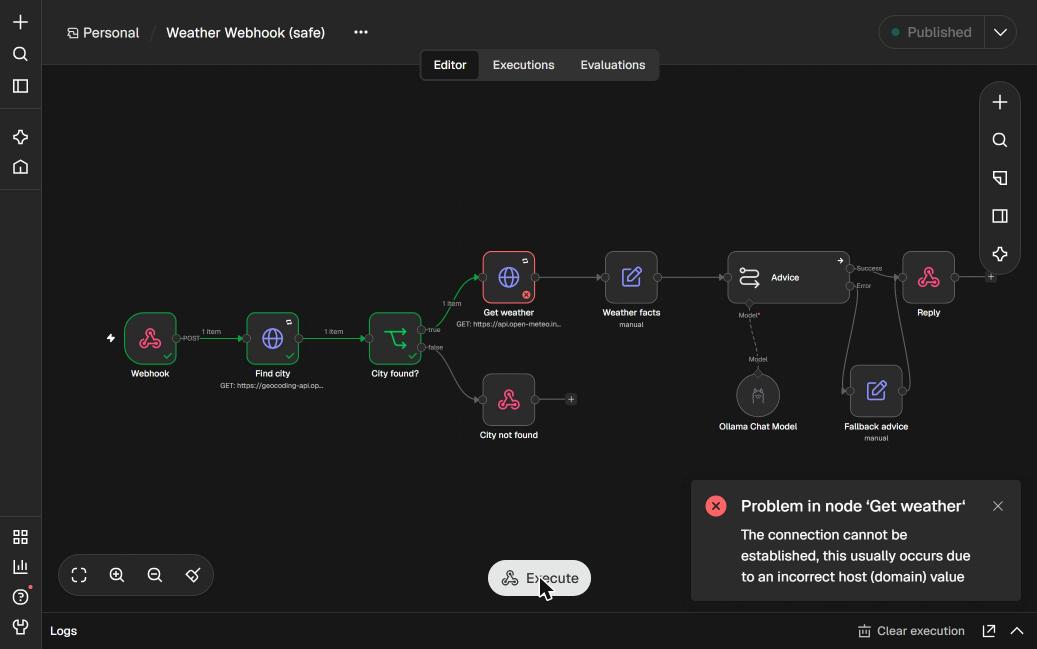 Personal / Weather Webhook (safe) ...
Published
Editor Executions Evaluations
Webhook
POST
1 item
Find city
GET: https://geocoding-api.op...
1 item
City found?
true
false
1 item
Get weather
GET: https://api.open-meteo.in...
City not found
Weather facts
manual
Advice
Success
Error
Model*
Model
Ollama Chat Model
Fallback advice
manual
Reply
Problem in node ‘Get weather‘
The connection cannot be
established, this usually occurs due
to an incorrect host (domain) value
Execute
Logs
Clear execution